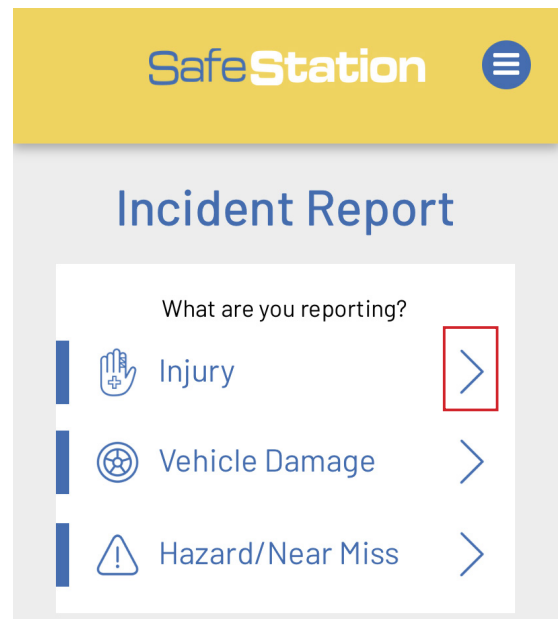 SafeStation
Incident Report
What are you reporting?
Injury
Vehicle Damage
Hazard/Near Miss